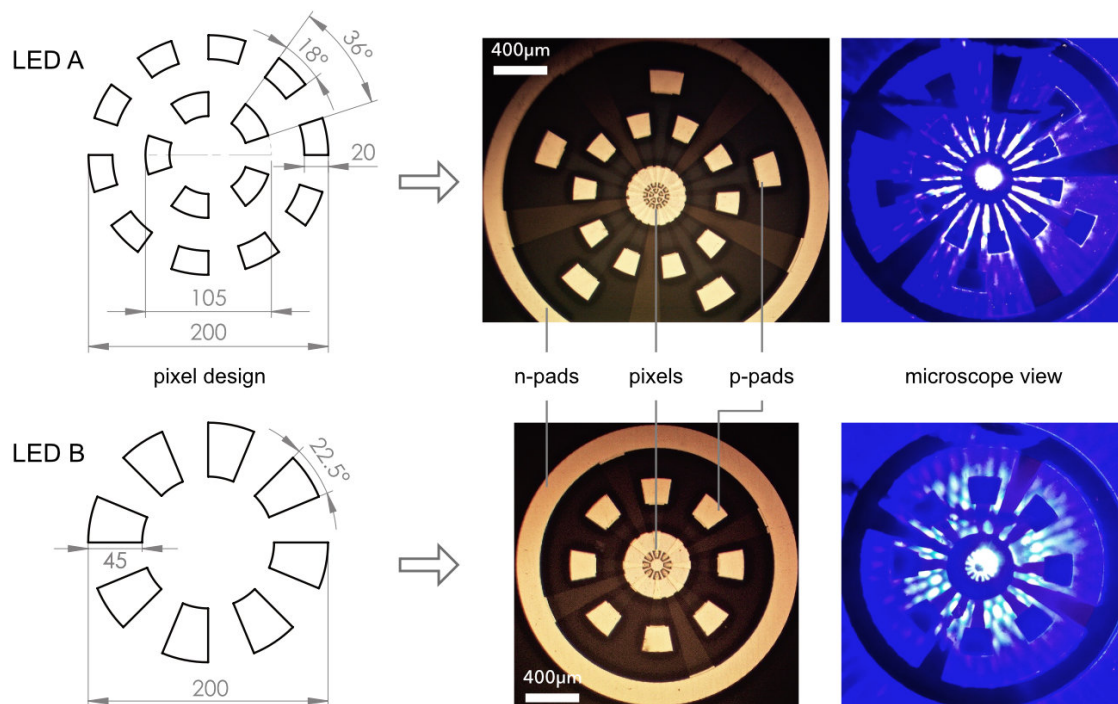 LED A
36°
18°
20
105
200
pixel design
400μm
n-pads
pixels
p-pads
microscope view
LED B
22.5°
45
200
400μm